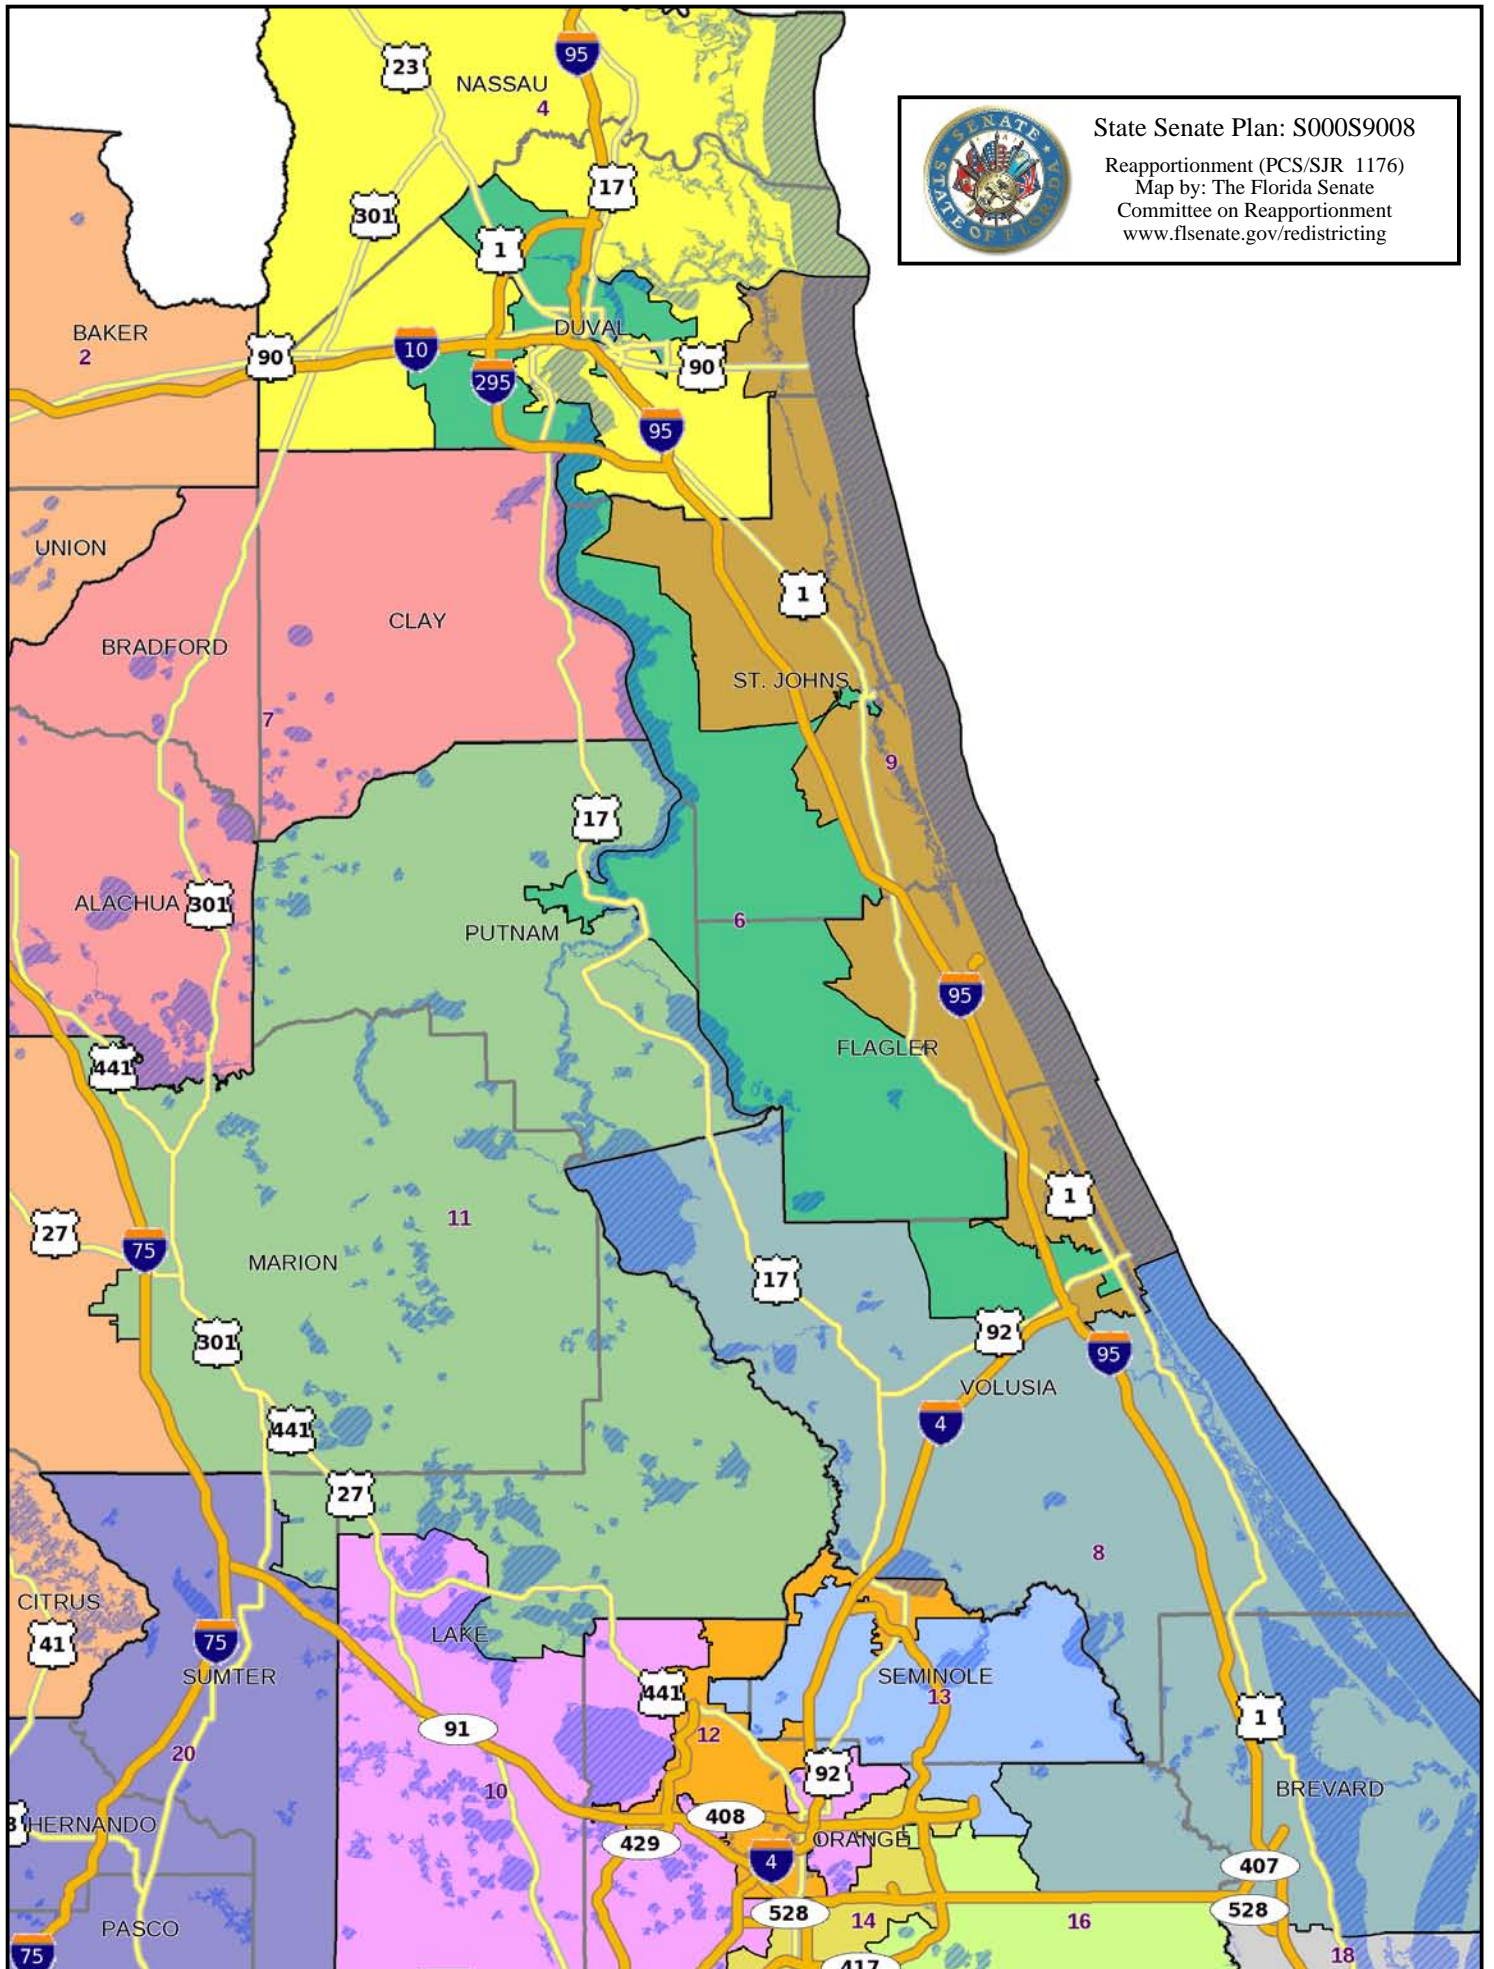 State Senate Plan: S000S9008
Reapportionment (PCS/SJR 1176)
Map by: The Florida Senate
Committee on Reapportionment
www.flsenate.gov/redistricting
SENATE
STATE OF FLORIDA
95
23
NASSAU
4
17
301
1
BAKER
2
90
10
DUVAL
90
295
95
UNION
1
CLAY
BRADFORD
ST. JOHNS
7
9
17
ALACHUA
301
6
PUTNAM
95
FLAGLER
441
1
11
27
75
MARION
17
301
92
95
VOLUSIA
4
441
27
8
CITRUS
41
75
LAKE
SUMTER
SEMINOLE
13
441
1
91
12
20
92
10
BREVARD
HERNANDO
408
429
ORANGE
4
407
528
528
14
16
PASCO
75
18
417